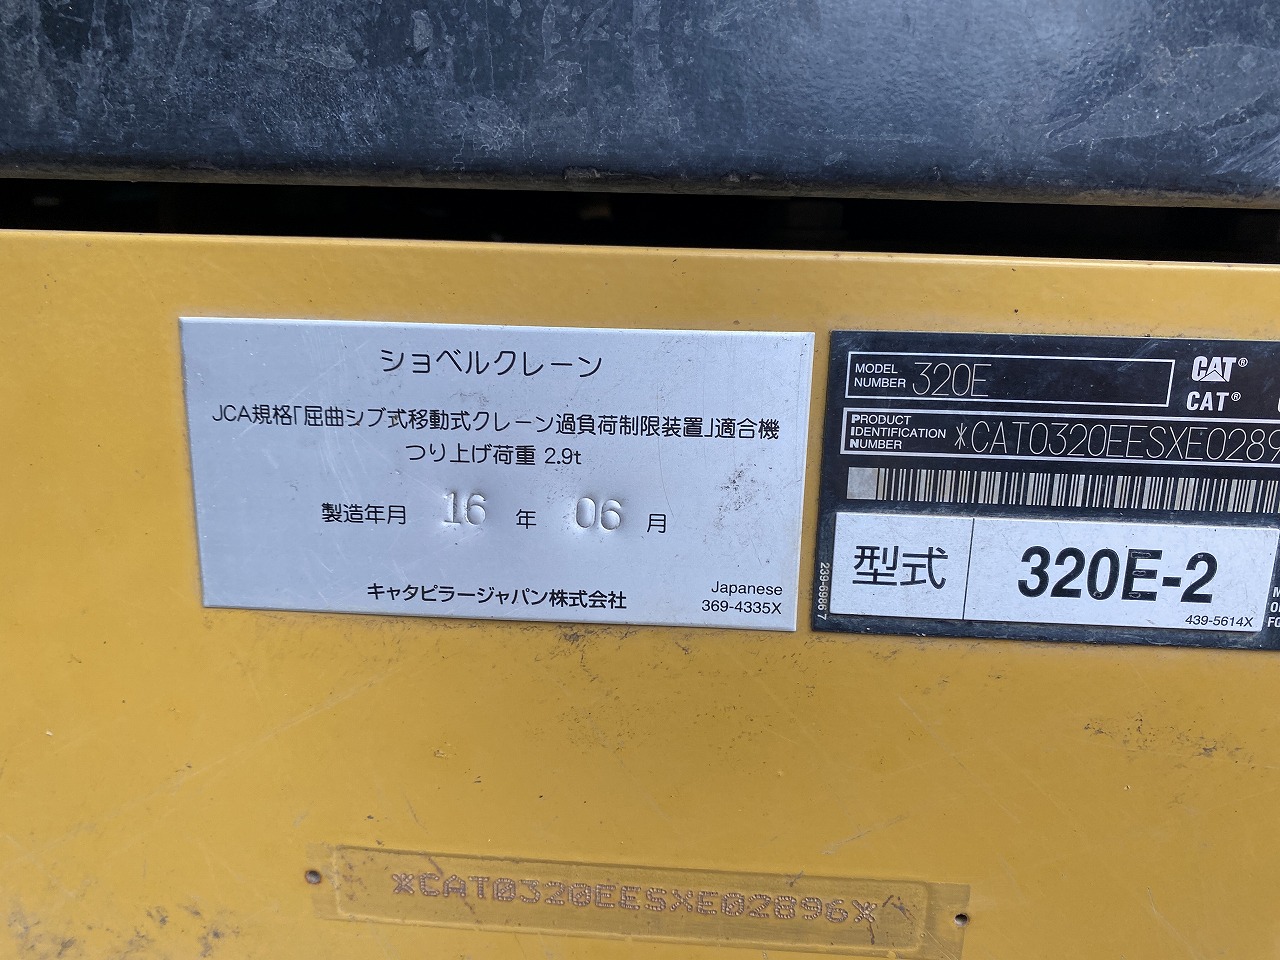 ショベルクレーン
JCA規格「屈曲ジブ式移動式クレーン過負荷制限装置」適合機
つり上げ荷重 2.9t
製造年月 16 年 06 月
キャタピラージャパン株式会社
Japanese
369-4335X
MODEL NUMBER 320E
CAT®
CAT®
PRODUCT IDENTIFICATION NUMBER *CAT0320EESXE0289
239-6986 7
型式 320E-2
439-5614X
*CAT0320EESXE02896*